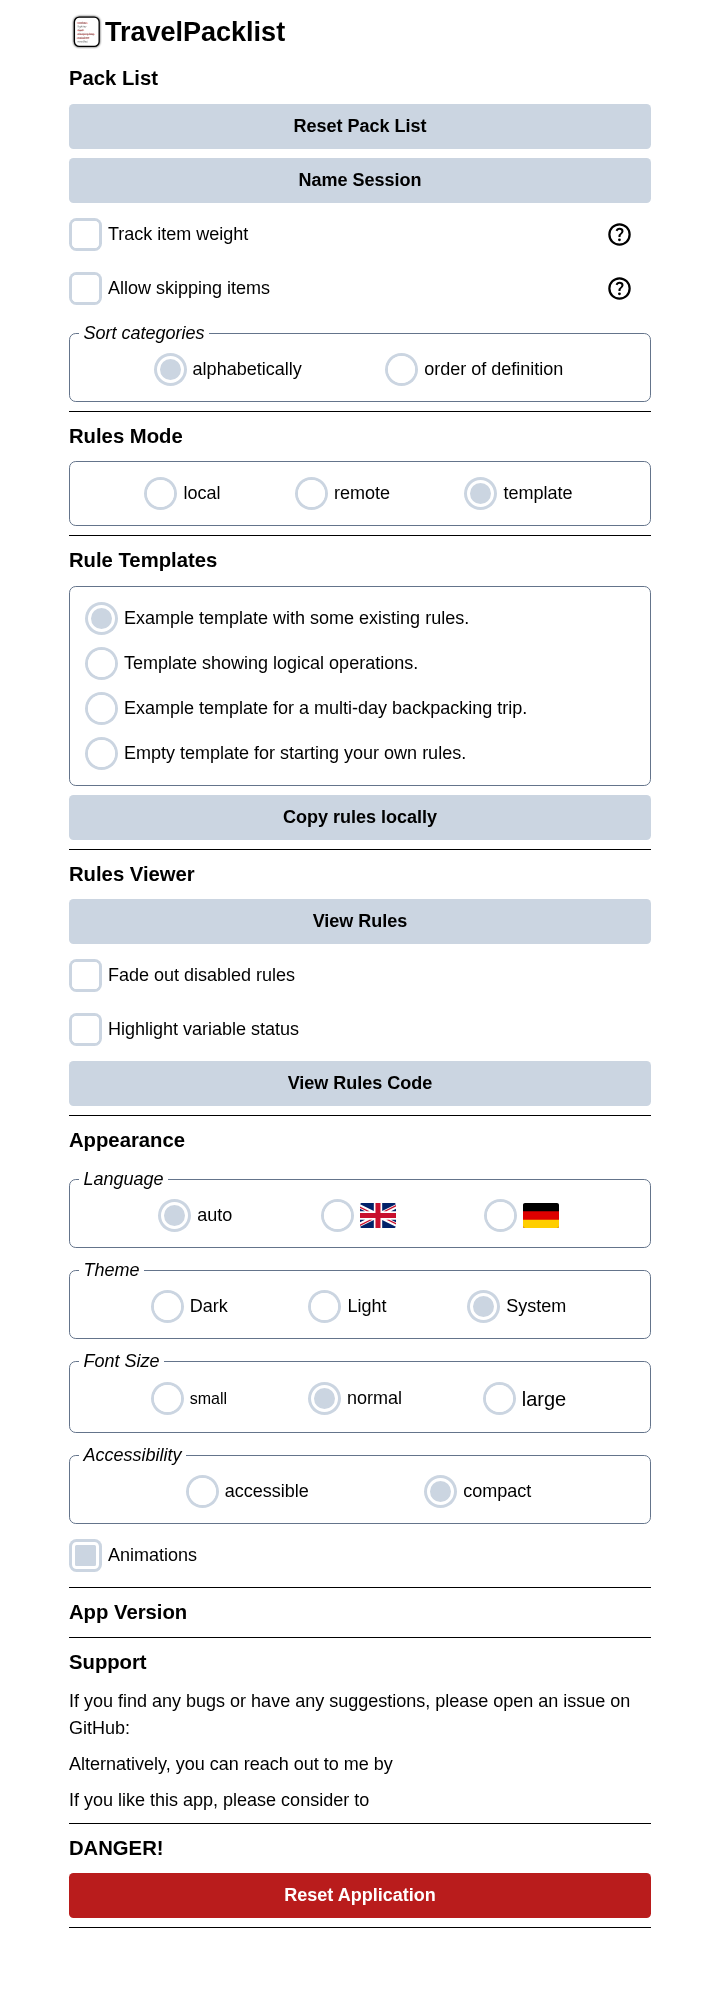 TravelPacklist
Pack List
Reset Pack List
Name Session
Track item weight
Allow skipping items
Sort categories
alphabetically order of definition
Rules Mode
local remote template
Rule Templates
Example template with some existing rules.
Template showing logical operations.
Example template for a multi-day backpacking trip.
Empty template for starting your own rules.
Copy rules locally
Rules Viewer
View Rules
Fade out disabled rules
Highlight variable status
View Rules Code
Appearance
Language
auto
Theme
Dark Light System
Font Size
small normal large
Accessibility
accessible compact
Animations
App Version
Support
If you find any bugs or have any suggestions, please open an issue on
GitHub:
Alternatively, you can reach out to me by
If you like this app, please consider to
DANGER!
Reset Application